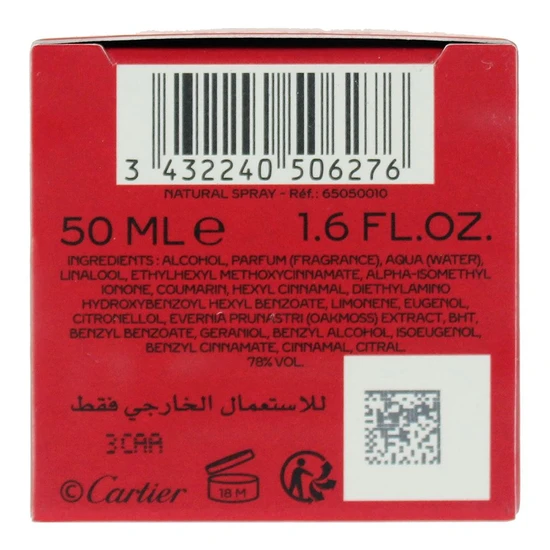 3 432240 506276
NATURAL SPRAY - Réf.: 65050010
50 ML e 1.6 FL.OZ.
INGREDIENTS : ALCOHOL, PARFUM (FRAGRANCE), AQUA (WATER),
LINALOOL, ETHYLHEXYL METHOXYCINNAMATE, ALPHA-ISOMETHYL
IONONE, COUMARIN, HEXYL CINNAMAL, DIETHYLAMINO
HYDROXYBENZOYL HEXYL BENZOATE, LIMONENE, EUGENOL,
CITRONELLOL, EVERNIA PRUNASTRI (OAKMOSS) EXTRACT, BHT,
BENZYL BENZOATE, GERANIOL, BENZYL ALCOHOL, ISOEUGENOL,
BENZYL CINNAMATE, CINNAMAL, CITRAL.
78% VOL.
للاستعمال الخارجي فقط
3CAA
18 M
© Cartier